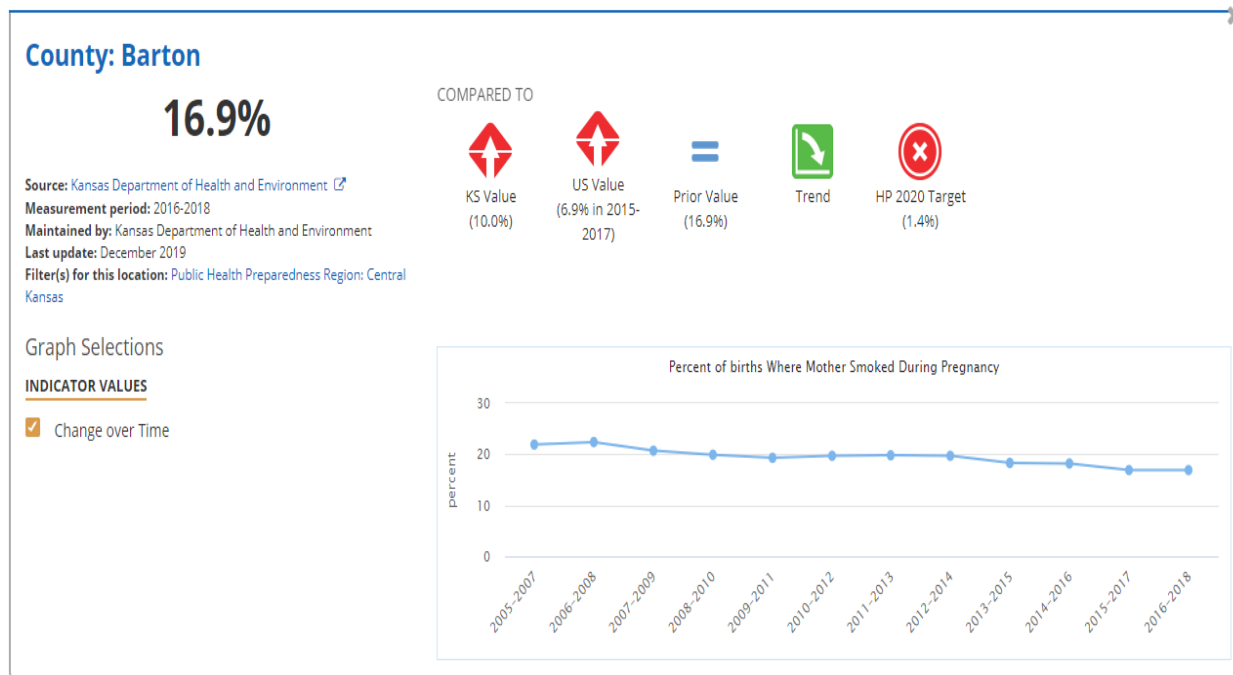 County: Barton
16.9%
Source: Kansas Department of Health and Environment
Measurement period: 2016-2018
Maintained by: Kansas Department of Health and Environment
Last update: December 2019
Filter(s) for this location: Public Health Preparedness Region: Central
Kansas
COMPARED TO
KS Value
(10.0%)
US Value
(6.9% in 2015-
2017)
Prior Value
(16.9%)
Trend
HP 2020 Target
(1.4%)
Graph Selections
INDICATOR VALUES
Change over Time
Percent of births Where Mother Smoked During Pregnancy
percent
30
20
10
0
2005-2007
2006-2008
2007-2009
2008-2010
2009-2011
2010-2012
2011-2013
2012-2014
2013-2015
2014-2016
2015-2017
2016-2018